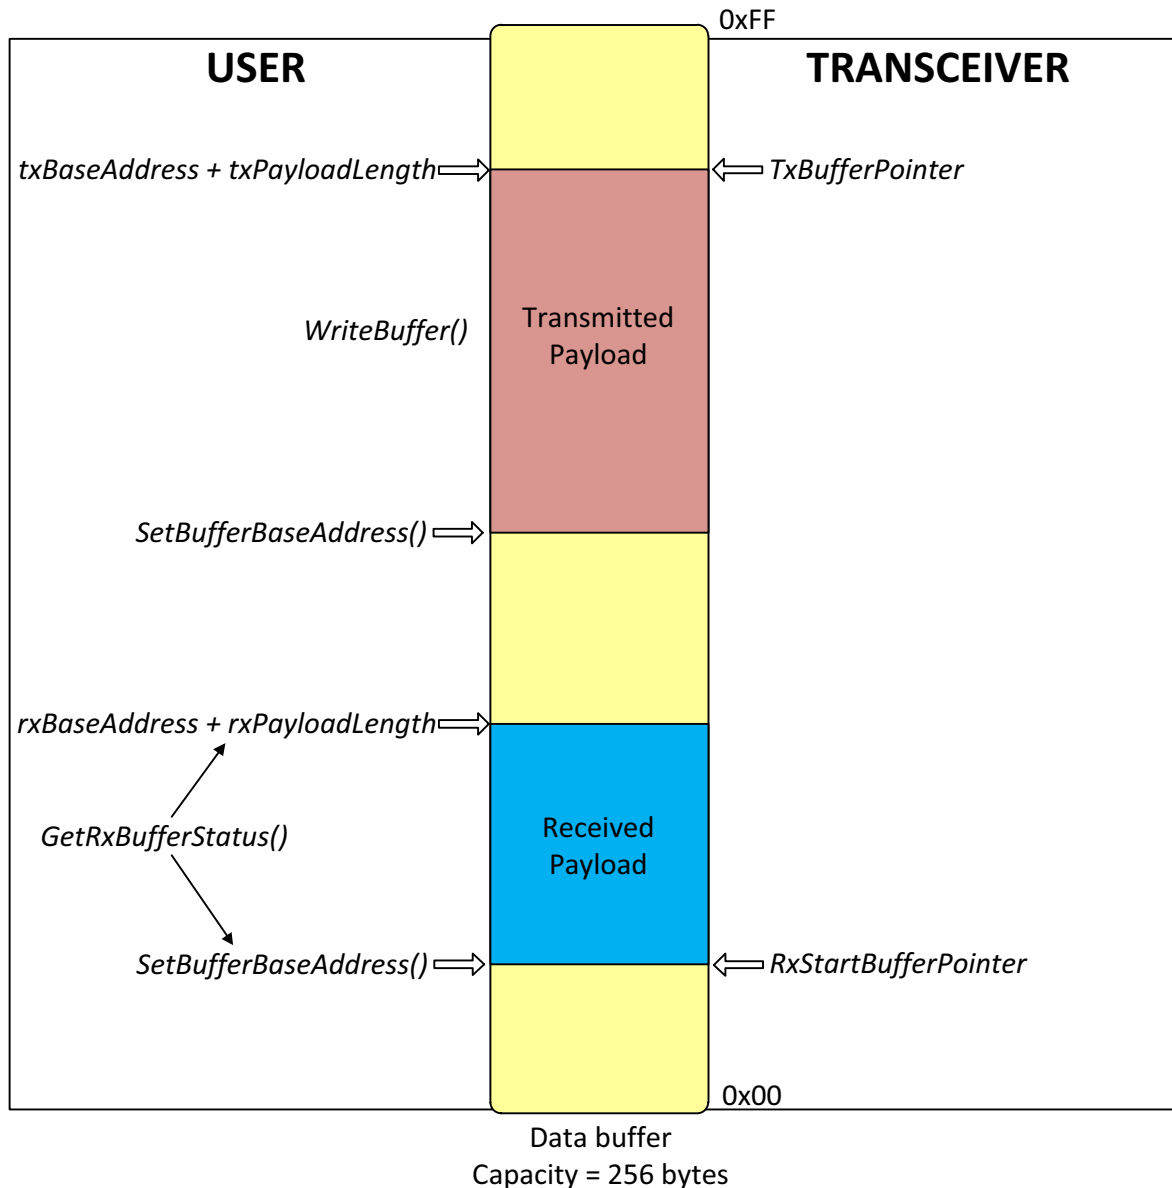 0xFF
USER
TRANSCEIVER
txBaseAddress + txPayloadLength
TxBufferPointer
WriteBuffer()
Transmitted
Payload
SetBufferBaseAddress()
rxBaseAddress + rxPayloadLength
GetRxBufferStatus()
Received
Payload
SetBufferBaseAddress()
RxStartBufferPointer
0x00
Data buffer
Capacity = 256 bytes